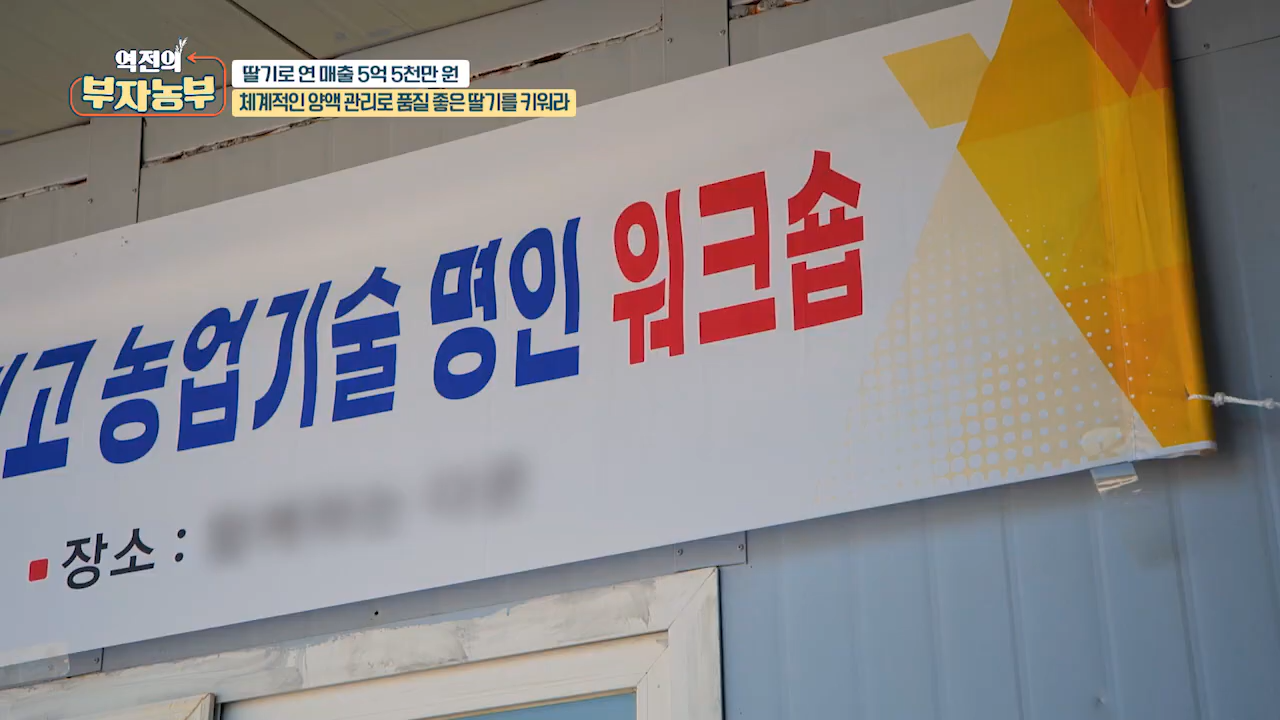 역전의
부자농부
딸기로 연 매출 5억 5천만 원
체계적인 양액 관리로 품질 좋은 딸기를 키워라
고 농업기술 명인 워크숍
장소 :